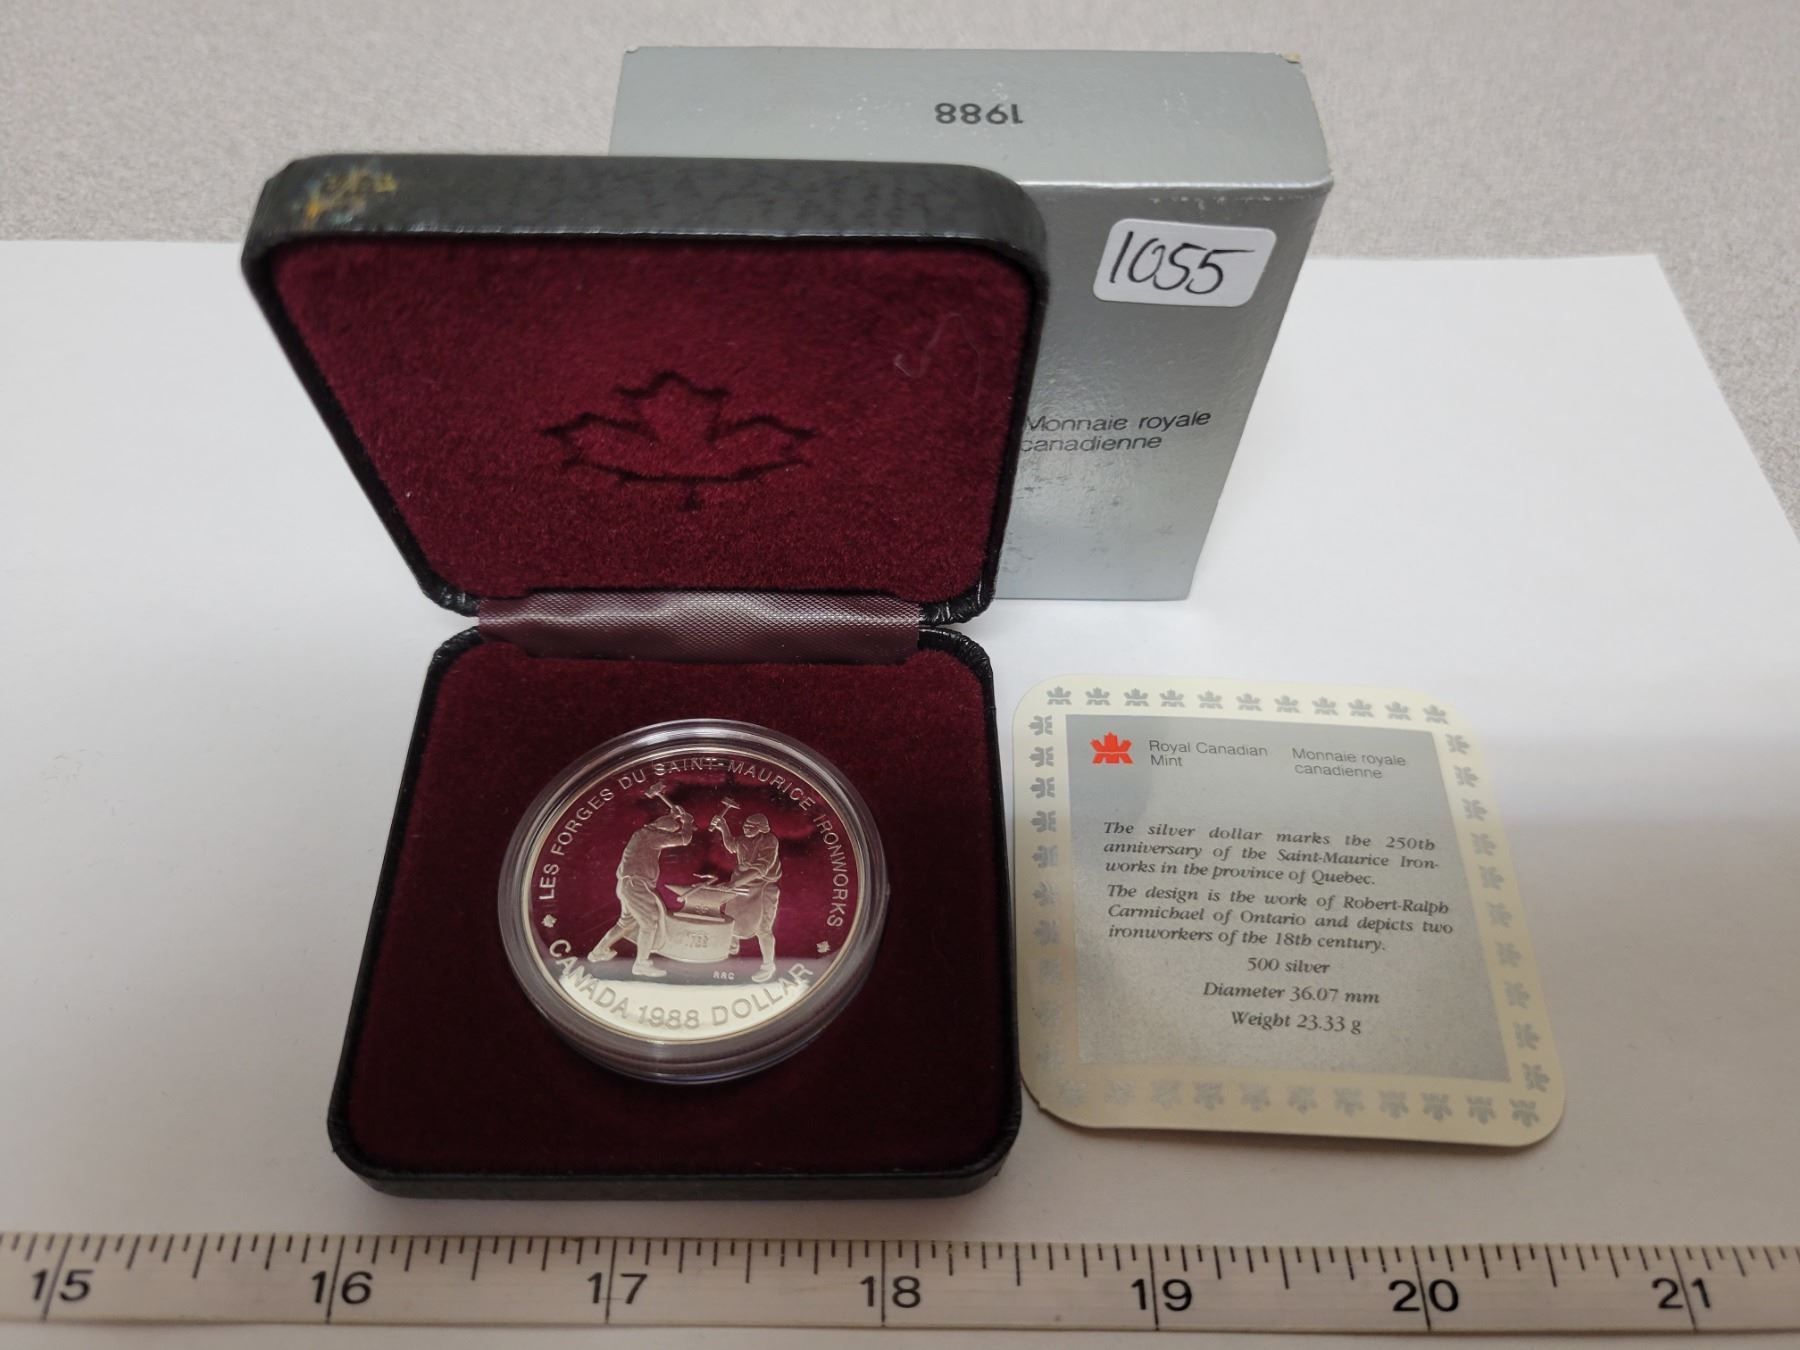 1988
1055
Monnaie royale
canadienne
LES FORGES DU SAINT-MAURICE IRONWORKS
1738
RRC
CANADA 1988 DOLLAR
Royal Canadian
Mint
Monnaie royale
canadienne
The silver dollar marks the 250th
anniversary of the Saint-Maurice Iron-
works in the province of Quebec.
The design is the work of Robert-Ralph
Carmichael of Ontario and depicts two
ironworkers of the 18th century.
500 silver
Diameter 36.07 mm
Weight 23.33 g
15 16 17 18 19 20 21